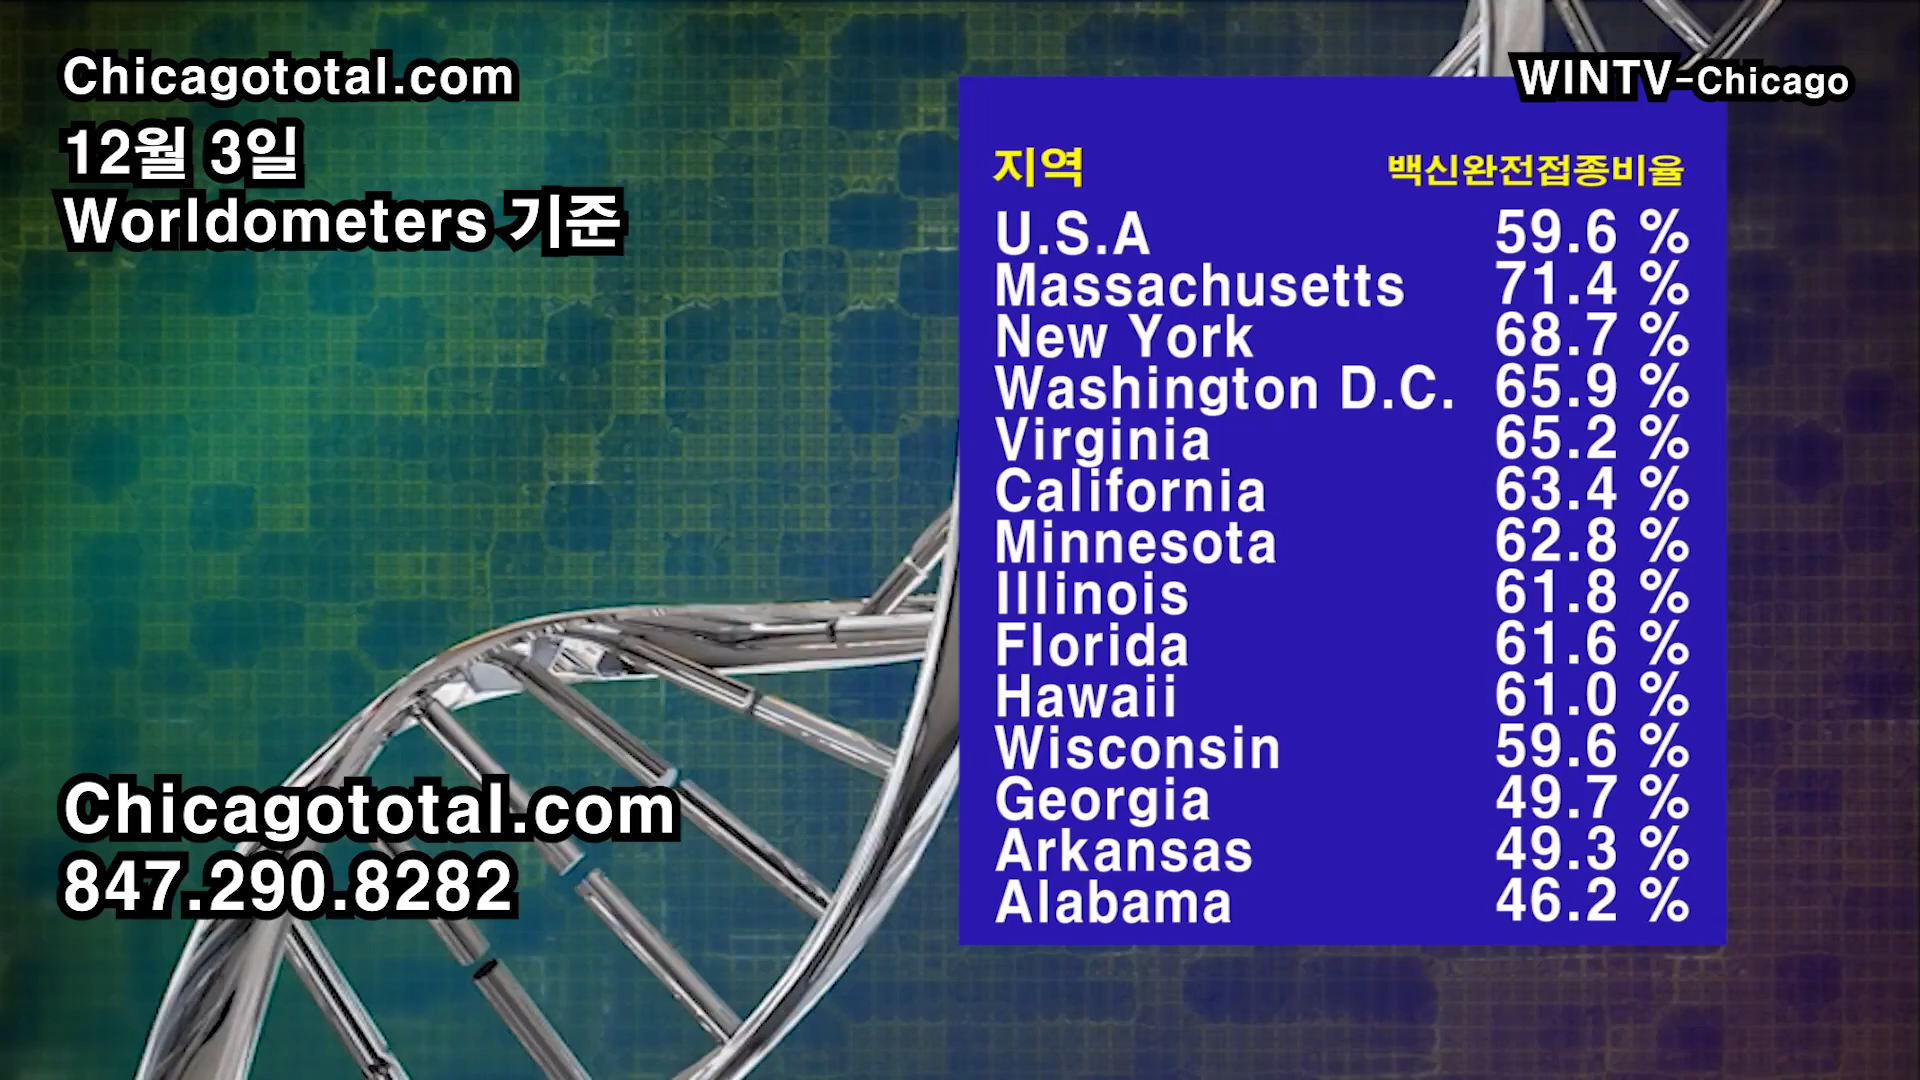 Chicagototal.com
12월 3일
Worldometers 기준
WINTV-Chicago
지역 백신완전접종비율
U.S.A 59.6 %
Massachusetts 71.4 %
New York 68.7 %
Washington D.C. 65.9 %
Virginia 65.2 %
California 63.4 %
Minnesota 62.8 %
Illinois 61.8 %
Florida 61.6 %
Hawaii 61.0 %
Wisconsin 59.6 %
Georgia 49.7 %
Arkansas 49.3 %
Alabama 46.2 %
Chicagototal.com
847.290.8282